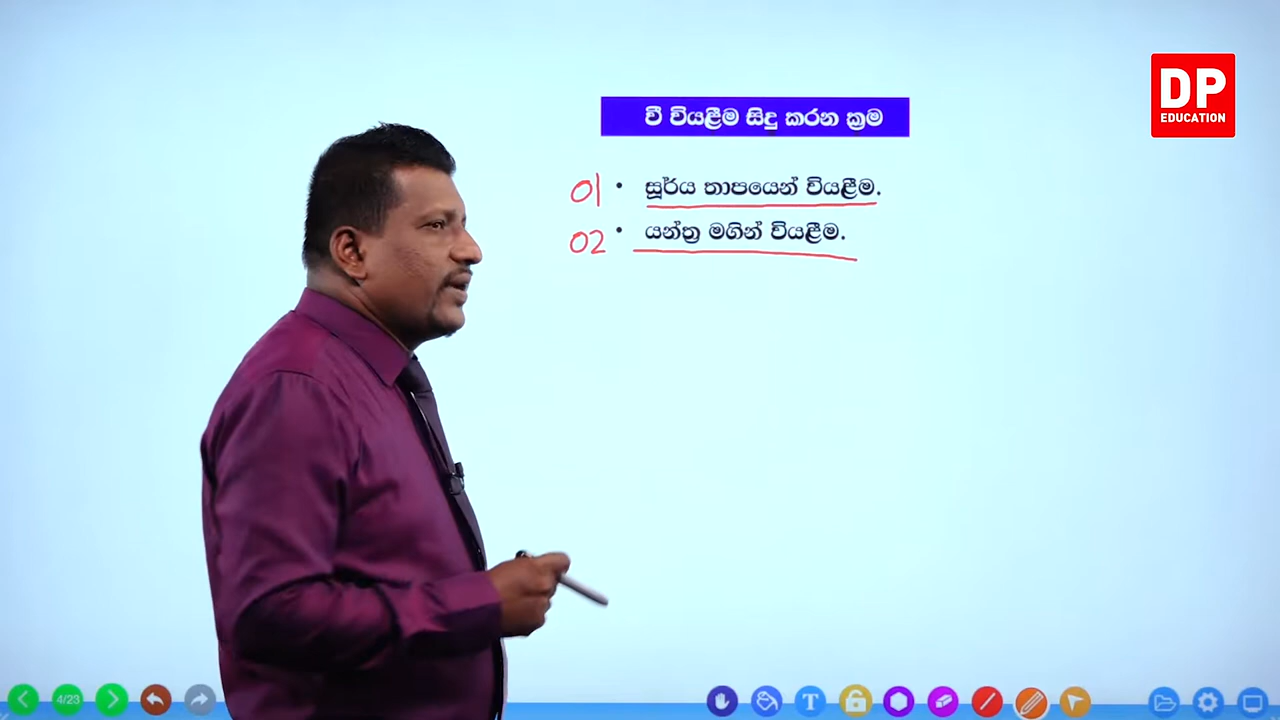 DP
EDUCATION
වී වියළීම සිදු කරන ක්‍රම
01 • සූර්ය තාපයෙන් වියළීම.
02 • යන්ත්‍ර මගින් වියළීම.
4/23
T